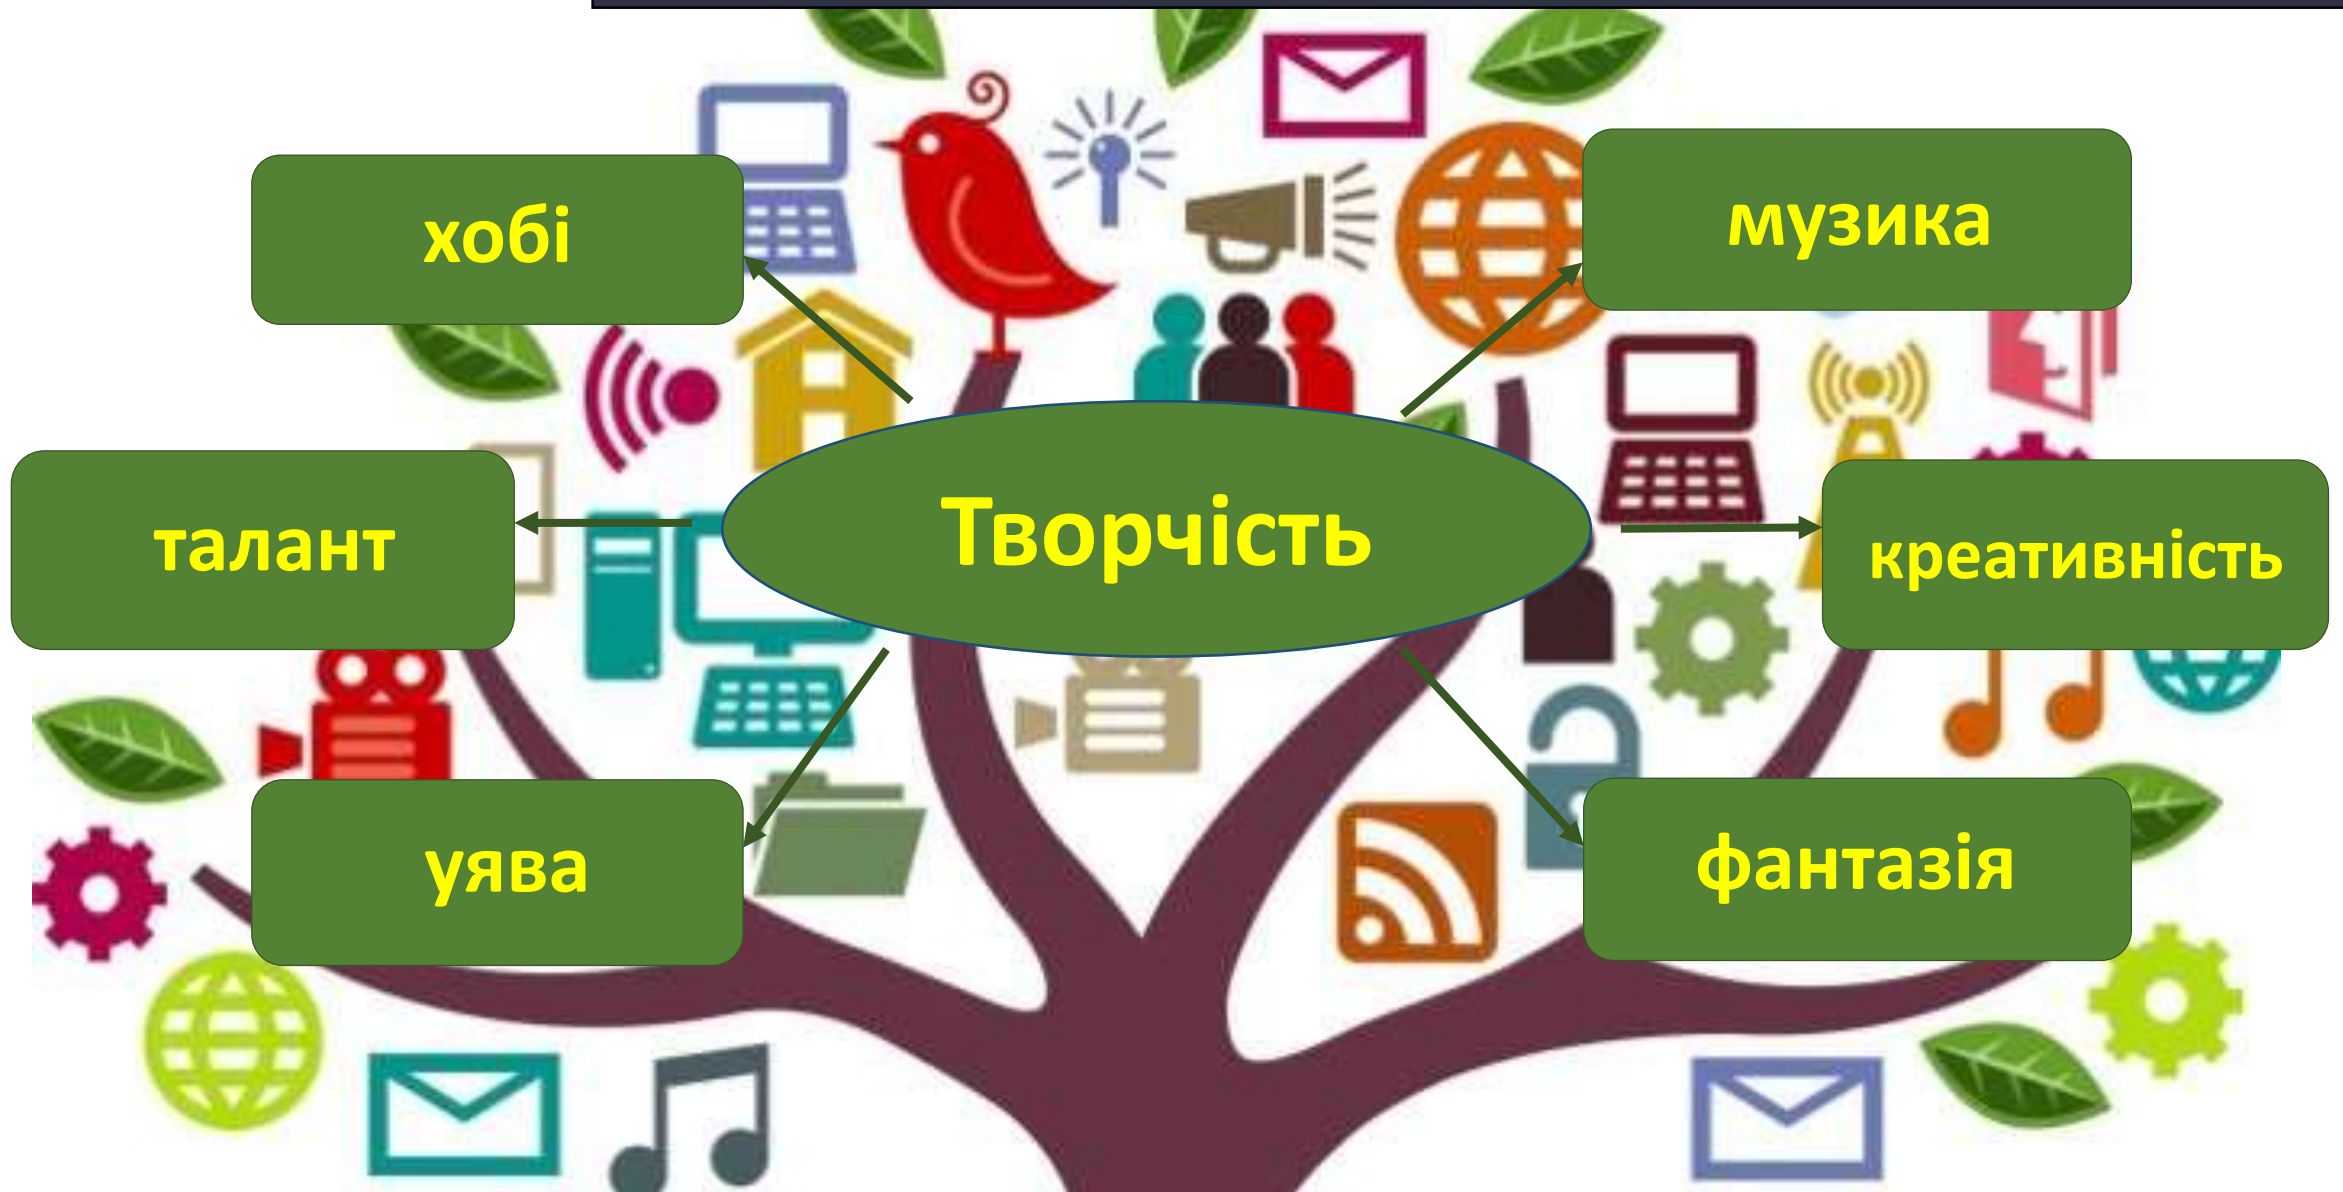 хобі
музика
Творчість
талант
креативність
уява
фантазія